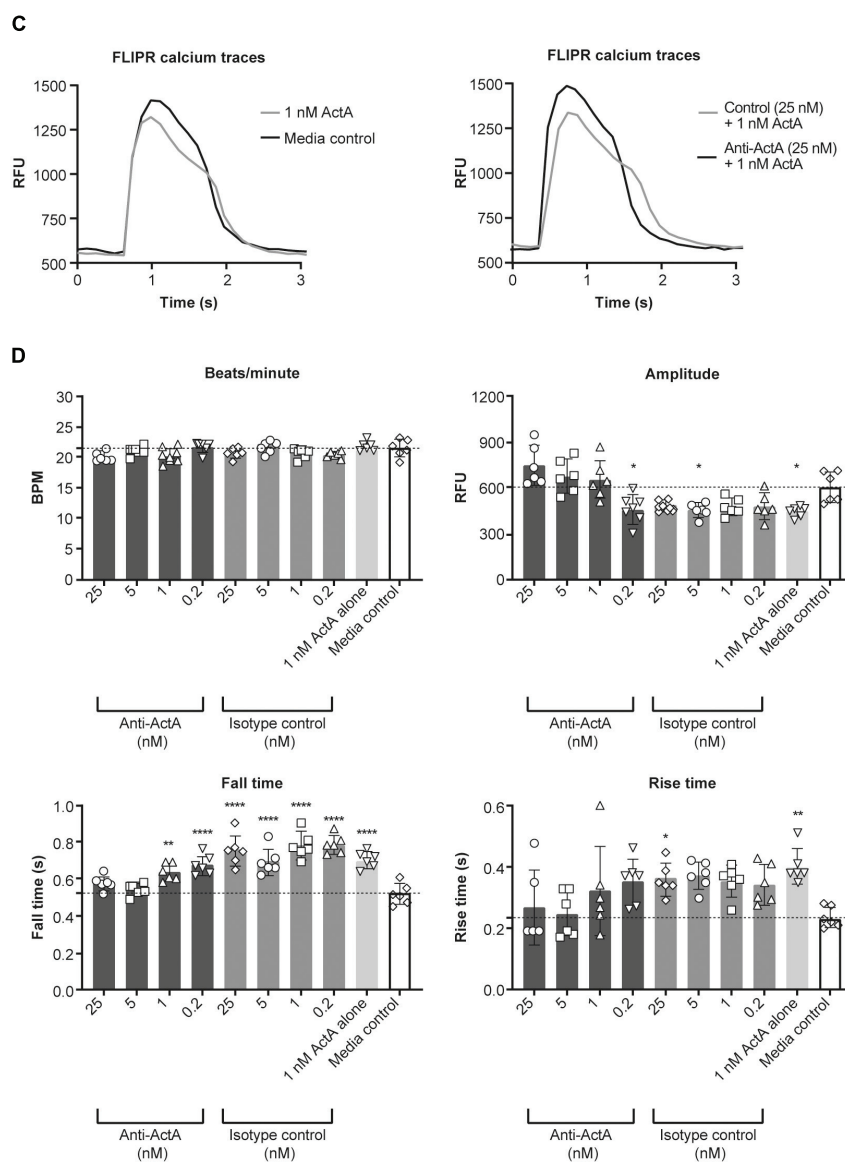 C
FLIPR calcium traces
1500
1250
1000
750
500
RFU
0
1
2
3
Time (s)
1 nM ActA
Media control
FLIPR calcium traces
1500
1250
1000
750
500
RFU
0
1
2
3
Time (s)
Control (25 nM)
+ 1 nM ActA
Anti-ActA (25 nM)
+ 1 nM ActA
D
Beats/minute
30
25
20
15
10
5
0
BPM
25
5
1
0.2
25
5
1
0.2
1 nM ActA alone
Media control
Anti-ActA
(nM)
Isotype control
(nM)
Amplitude
1200
900
600
300
0
RFU
*
*
*
25
5
1
0.2
25
5
1
0.2
1 nM ActA alone
Media control
Anti-ActA
(nM)
Isotype control
(nM)
Fall time
1.0
0.8
0.6
0.4
0.2
0.0
Fall time (s)
**
****
****
****
****
****
****
25
5
1
0.2
25
5
1
0.2
1 nM ActA alone
Media control
Anti-ActA
(nM)
Isotype control
(nM)
Rise time
0.6
0.4
0.2
0.0
Rise time (s)
*
**
25
5
1
0.2
25
5
1
0.2
1 nM ActA alone
Media control
Anti-ActA
(nM)
Isotype control
(nM)